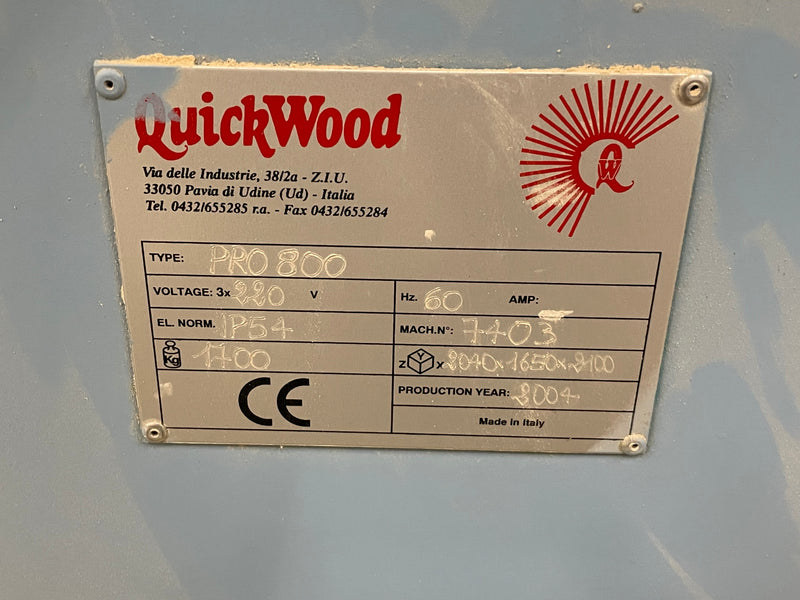 QuickWood
QW
Via delle Industrie, 38/2a - Z.I.U.
33050 Pavia di Udine (Ud) - Italia
Tel. 0432/655285 r.a. - Fax 0432/655284
TYPE: PRO 800
VOLTAGE: 3x 220 V
Hz. 60 AMP:
EL. NORM. IP54
MACH.N°: 7403
Kg 1700
Z Y X 2040x1650x2100
CE
PRODUCTION YEAR: 2004
Made in Italy